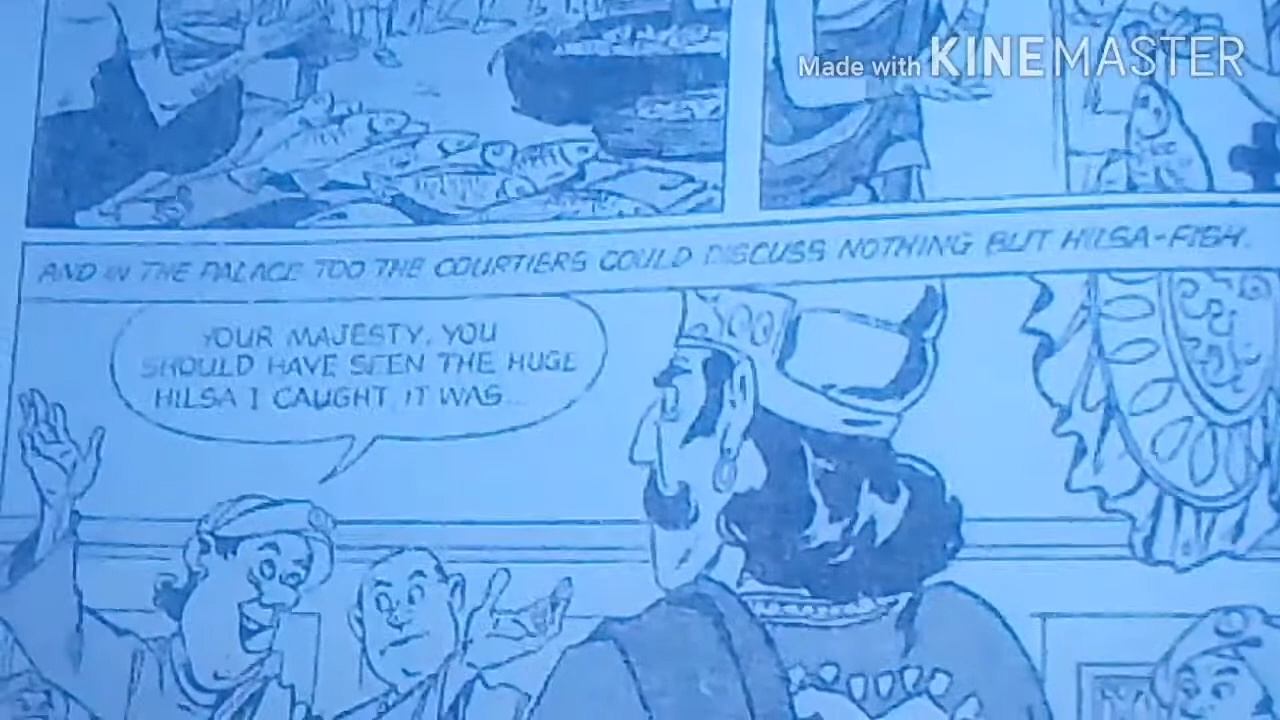 Made with KINEMASTER
AND IN THE PALACE TOO THE COURTIERS COULD DISCUSS NOTHING BUT HILSA-FISH.
YOUR MAJESTY, YOU
SHOULD HAVE SEEN THE HUGE
HILSA I CAUGHT. IT WAS...